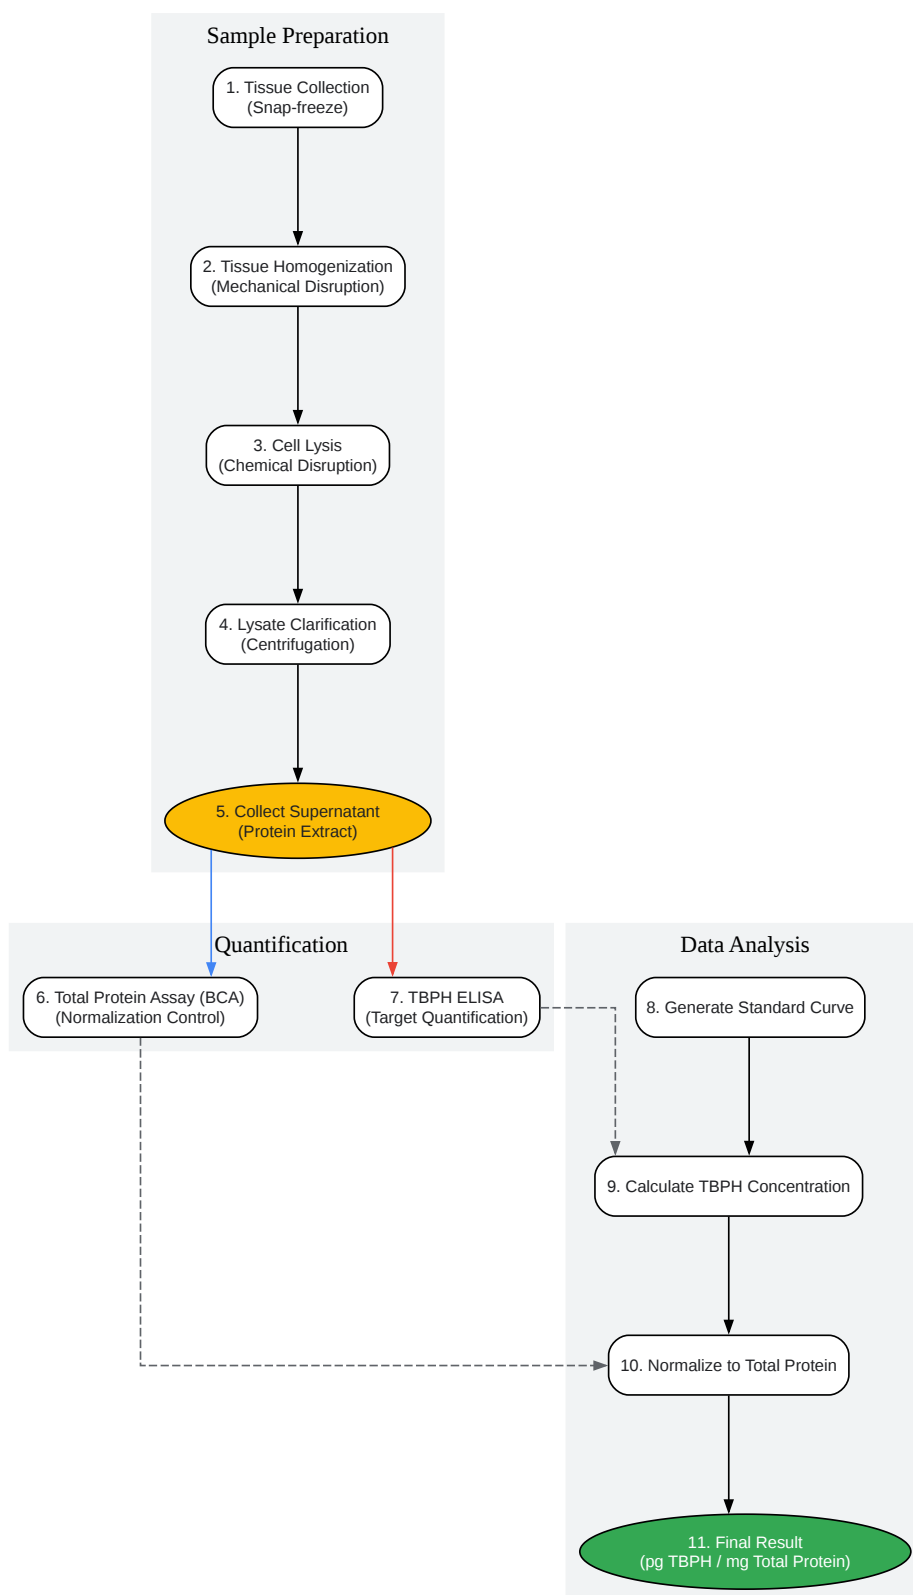 Sample Preparation
1. Tissue Collection
(Snap-freeze)
2. Tissue Homogenization
(Mechanical Disruption)
3. Cell Lysis
(Chemical Disruption)
4. Lysate Clarification
(Centrifugation)
5. Collect Supernatant
(Protein Extract)
Quantification
6. Total Protein Assay (BCA)
(Normalization Control)
7. TBPH ELISA
(Target Quantification)
Data Analysis
8. Generate Standard Curve
9. Calculate TBPH Concentration
10. Normalize to Total Protein
11. Final Result
(pg TBPH / mg Total Protein)